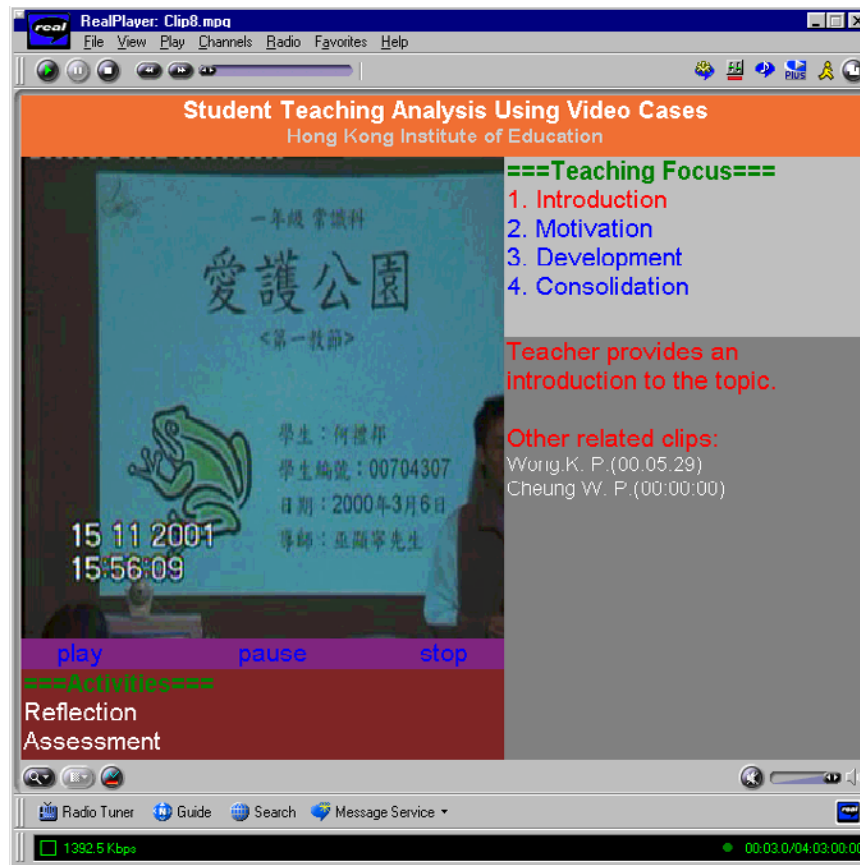 real
RealPlayer: Clip8.mpg
File View Play Channels Radio Favorites Help
PLUS
Student Teaching Analysis Using Video Cases
Hong Kong Institute of Education
一年級 常識科
愛護公園
<第一教節>
學生：何禮邦
學生編號：00704307
日期：2000年3月6日
15 11 2001
15:56:09
play pause stop
===Activities===
Reflection
Assessment
===Teaching Focus===
1. Introduction
2. Motivation
3. Development
4. Consolidation
Teacher provides an
introduction to the topic.
Other related clips:
Wong.K. P.(00.05.29)
Cheung W. P.(00:00:00)
Radio Tuner Guide Search Message Service
real
1392.5 Kbps
00:03.0/04:03:00:00